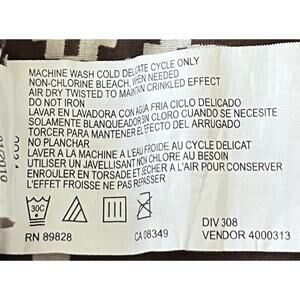 MACHINE WASH COLD DELICATE CYCLE ONLY
NON-CHLORINE BLEACH, WHEN NEEDED
AIR DRY TWISTED TO MAINTAIN CRINKLED EFFECT
DO NOT IRON
LAVAR EN LAVADORA CON AGUA FRIA CICLO DELICADO
SOLAMENTE BLANQUEADOR SIN CLORO CUANDO SE NECESITE
TORCER PARA MANTENER EL EFECTO DEL ARRUGADO
NO PLANCHAR
LAVER A LA MACHINE A L'EAU FROIDE AU CYCLE DELICAT
UTILISER UN JAVELLISANT NON CHLORE AU BESOIN
ENROULER EN TORSADE ET SÉCHER A L'AIR POUR CONSERVER
L'EFFET FROISSE NE PAS REPASSER
30C
DIV 308
RN 89828
CA 08349
VENDOR 4000313